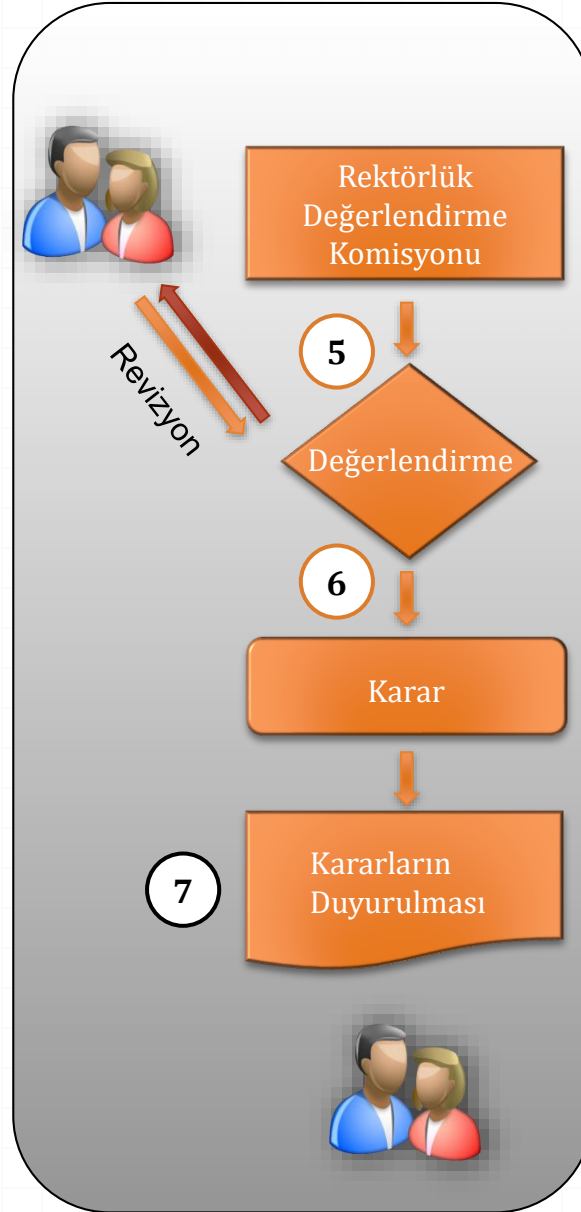 Rektörlük
Değerlendirme
Komisyonu
5
Revizyon
Değerlendirme
6
Karar
7
Kararların
Duyurulması